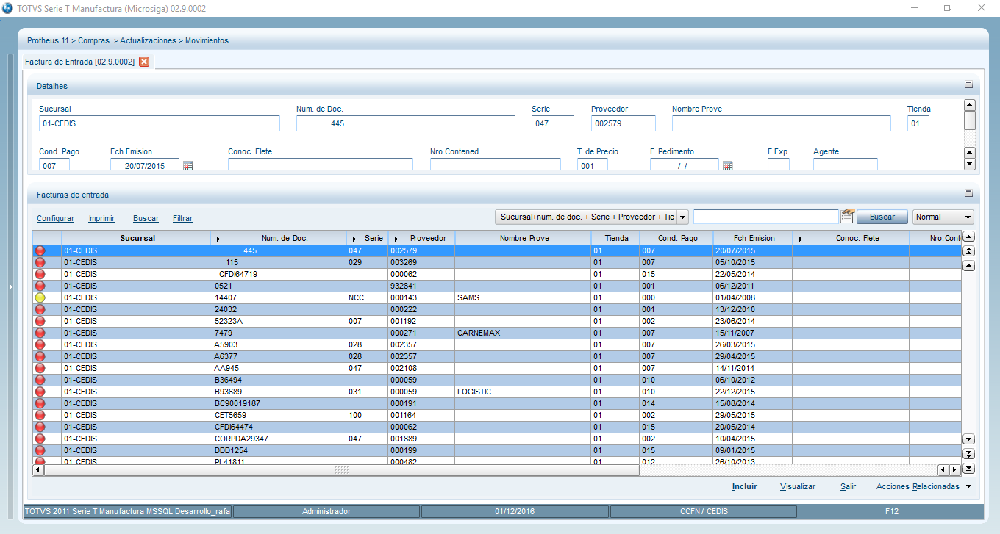 TOTVS Serie T Manufactura (Microsiga) 02.9.0002
Protheus 11 > Compras > Actualizaciones > Movimientos
Factura de Entrada [02.9.0002]
Detalhes
Sucursal Num. de Doc. Serie Proveedor Nombre Prove Tienda
01-CEDIS 445 047 002579 01
Cond. Pago Fch Emision Conoc. Flete Nro.Contened T. de Precio F. Pedimento F Exp. Agente
007 20/07/2015 001 / /
Facturas de entrada
Configurar Imprimir Buscar Filtrar Sucursal+num. de doc. + Serie + Proveedor + Tie Buscar Normal
Sucursal Num. de Doc. Serie Proveedor Nombre Prove Tienda Cond. Pago Fch Emision Conoc. Flete Nro.Cont
01-CEDIS 445 047 002579 01 007 20/07/2015
01-CEDIS 115 029 003269 01 007 05/10/2015
01-CEDIS CFDI64719 000062 01 015 22/05/2014
01-CEDIS 0521 932841 01 001 06/12/2011
01-CEDIS 14407 NCC 000143 SAMS 01 000 01/04/2008
01-CEDIS 24032 000222 01 001 13/12/2010
01-CEDIS 52323A 007 001192 01 002 23/06/2014
01-CEDIS 7479 000271 CARNEMAX 01 007 15/11/2007
01-CEDIS A5903 028 002357 01 007 26/03/2015
01-CEDIS A6377 028 002357 01 007 29/04/2015
01-CEDIS AA945 047 002108 01 007 14/11/2014
01-CEDIS B36494 000059 01 010 06/10/2012
01-CEDIS B93689 031 000059 LOGISTIC 01 010 22/12/2015
01-CEDIS BC90019187 000191 01 014 15/08/2014
01-CEDIS CET5659 100 001164 01 002 29/05/2015
01-CEDIS CFDI64474 000062 01 015 20/05/2014
01-CEDIS CORPDA29347 047 001889 01 002 10/04/2015
01-CEDIS DDD1254 000199 01 015 09/01/2015
01-CEDIS PL41811 000482 01 012 26/10/2013
Incluir Visualizar Salir Acciones Relacionadas
TOTVS 2011 Serie T Manufactura MSSQL Desarrollo_rafa Administrador 01/12/2016 CCFN / CEDIS F12